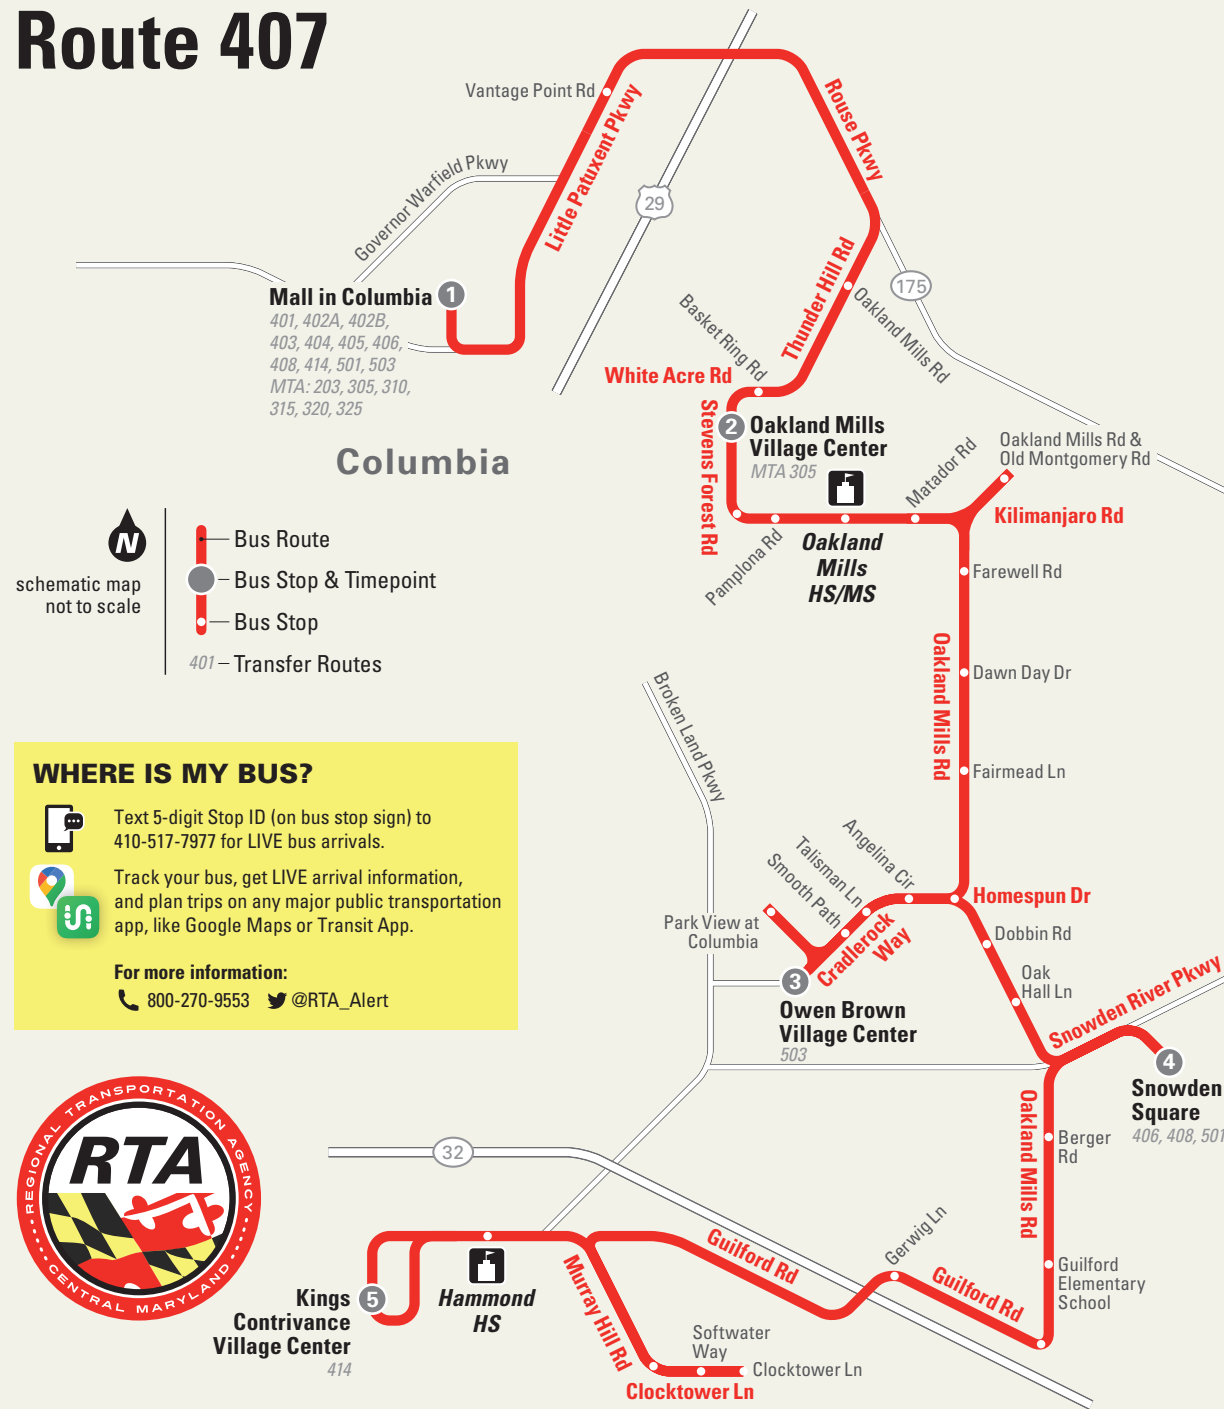 Route 407
Vantage Point Rd
Little Patuxent Pkwy
Rouse Pkwy
Governor Warfield Pkwy
29
175
Mall in Columbia
1
401, 402A, 402B,
403, 404, 405, 406,
408, 414, 501, 503
MTA: 203, 305, 310,
315, 320, 325
Thunder Hill Rd
Oakland Mills Rd
Basket Ring Rd
White Acre Rd
Stevens Forest Rd
2
Oakland Mills
Village Center
MTA 305
Columbia
Matador Rd
Oakland Mills Rd &
Old Montgomery Rd
Kilimanjaro Rd
Pamplona Rd
Oakland
Mills
HS/MS
N
schematic map
not to scale
Bus Route
Bus Stop & Timepoint
Bus Stop
401
Transfer Routes
Farewell Rd
Oakland Mills Rd
Dawn Day Dr
Fairmead Ln
Broken Land Pkwy
WHERE IS MY BUS?
Text 5-digit Stop ID (on bus stop sign) to
410-517-7977 for LIVE bus arrivals.
Track your bus, get LIVE arrival information,
and plan trips on any major public transportation
app, like Google Maps or Transit App.
For more information:
800-270-9553 @RTA_Alert
Angelina Cir
Talisman Ln
Smooth Path
Park View at
Columbia
Cradlerock
Way
Homespun Dr
Dobbin Rd
Oak
Hall Ln
3
Owen Brown
Village Center
503
Snowden River Pkwy
4
Snowden
Square
406, 408, 501
Oakland Mills Rd
Berger
Rd
Guilford
Elementary
School
32
REGIONAL TRANSPORTATION AGENCY
RTA
CENTRAL MARYLAND
Gerwig Ln
Guilford Rd
Guilford Rd
Murray Hill Rd
Kings
Contrivance
Village Center
5
414
Hammond
HS
Softwater
Way
Clocktower Ln
Clocktower Ln